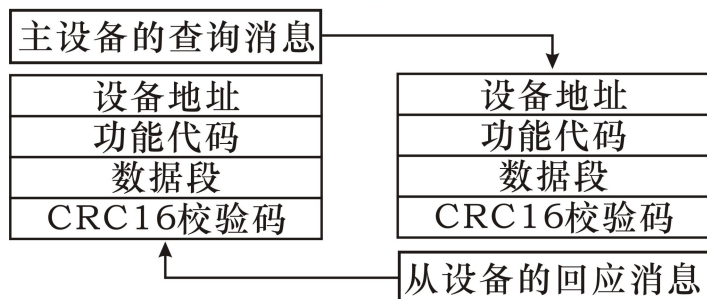 主设备的查询消息
设备地址
功能代码
数据段
CRC16校验码
设备地址
功能代码
数据段
CRC16校验码
从设备的回应消息